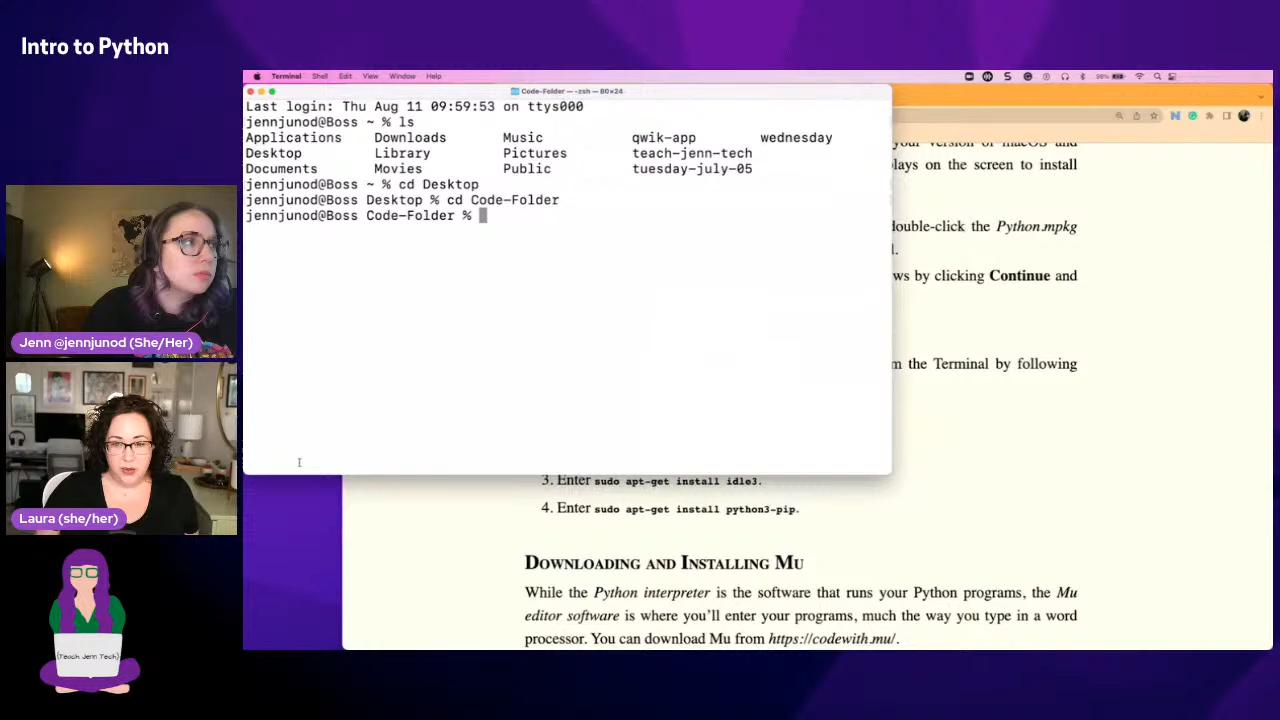 Intro to Python
Terminal Shell Edit View Window Help
98%
Code-Folder — -zsh — 80×24
Last login: Thu Aug 11 09:59:53 on ttys000
jennjunod@Boss ~ % ls
Applications Downloads Music qwik-app wednesday
Desktop Library Pictures teach-jenn-tech
Documents Movies Public tuesday-july-05
jennjunod@Boss ~ % cd Desktop
jennjunod@Boss Desktop % cd Code-Folder
jennjunod@Boss Code-Folder %
your version of macOS and
plays on the screen to install
double-click the Python.mpkg
l.
ws by clicking Continue and
m the Terminal by following
3. Enter sudo apt-get install idle3.
4. Enter sudo apt-get install python3-pip.
DOWNLOADING AND INSTALLING MU
While the Python interpreter is the software that runs your Python programs, the Mu
editor software is where you’ll enter your programs, much the way you type in a word
processor. You can download Mu from https://codewith.mu/.
Jenn @jennjunod (She/Her)
Laura (she/her)
{Teach Jenn Tech}